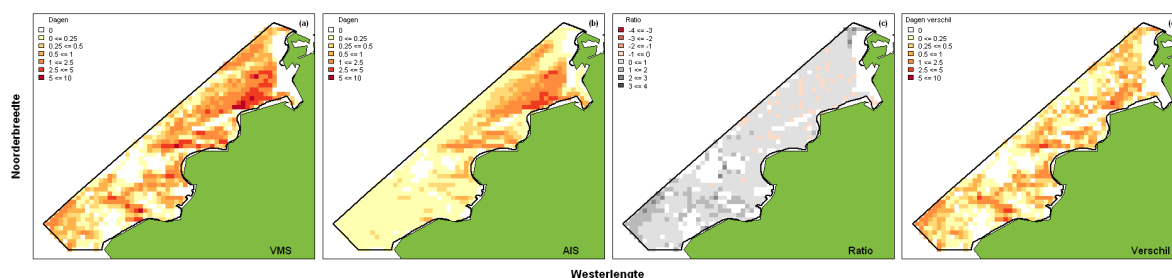 Noorderbreedte
Dagen
(a)
0
0 <= 0.25
0.25 <= 0.5
0.5 <= 1
1 <= 2.5
2.5 <= 5
5 <= 10
VMS
Dagen
(b)
0
0 <= 0.25
0.25 <= 0.5
0.5 <= 1
1 <= 2.5
2.5 <= 5
5 <= 10
AIS
Ratio
(c)
-4 <= -3
-3 <= -2
-2 <= -1
-1 <= 0
0 <= 1
1 <= 2
2 <= 3
3 <= 4
Ratio
Dagen verschil
0
0 <= 0.25
0.25 <= 0.5
0.5 <= 1
1 <= 2.5
2.5 <= 5
5 <= 10
Verschil
Westerlengte